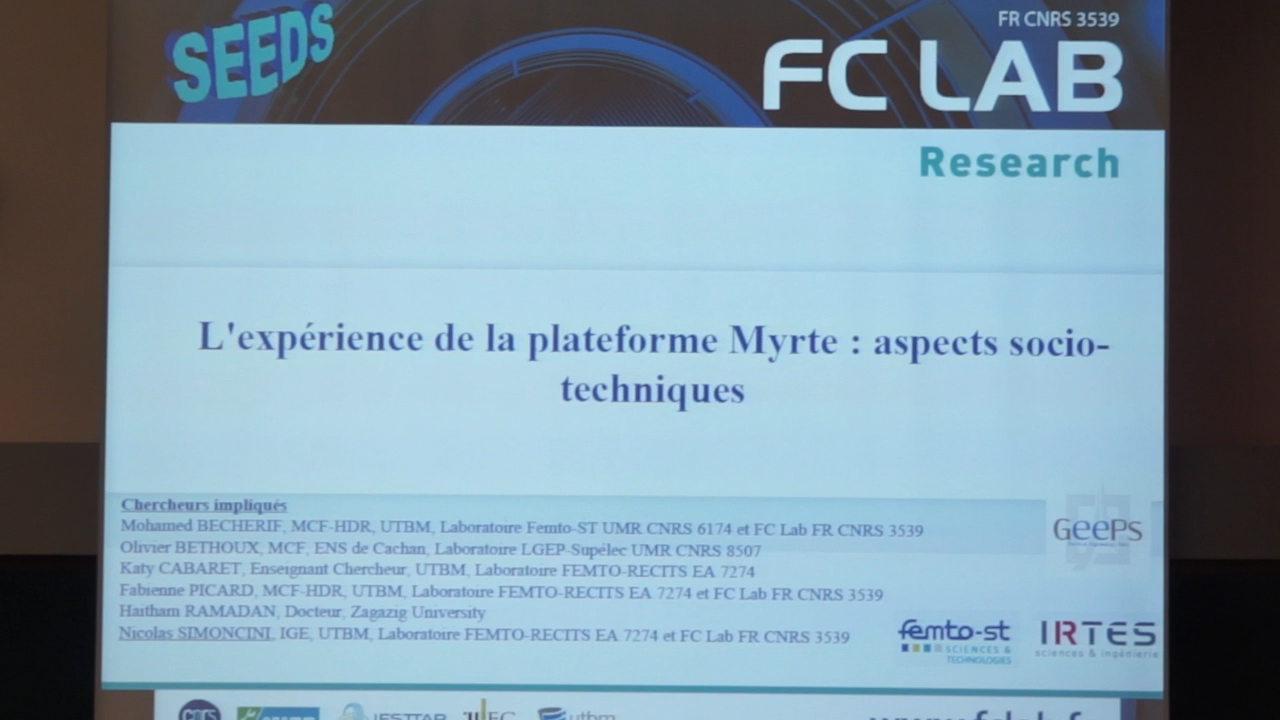 SEEDS
FR CNRS 3539
FC LAB
Research
L'expérience de la plateforme Myrte : aspects socio-
techniques
Chercheurs impliqués
Mohamed BECHERIF, MCF-HDR, UTBM, Laboratoire Femto-ST UMR CNRS 6174 et FC Lab FR CNRS 3539
Olivier BETHOUX, MCF, ENS de Cachan, Laboratoire LGEP-Supélec UMR CNRS 8507
Katy CABARET, Enseignant Chercheur, UTBM, Laboratoire FEMTO-RECITS EA 7274
Fabienne PICARD, MCF-HDR, UTBM, Laboratoire FEMTO-RECITS EA 7274 et FC Lab FR CNRS 3539
Haitham RAMADAN, Docteur, Zagazig University
Nicolas SIMONCINI, IGE, UTBM, Laboratoire FEMTO-RECITS EA 7274 et FC Lab FR CNRS 3539
GeePs
femto-st
SCIENCES &
TECHNOLOGIES
IRTES
sciences & ingénierie
cnrs
IFSTTAR
utbm